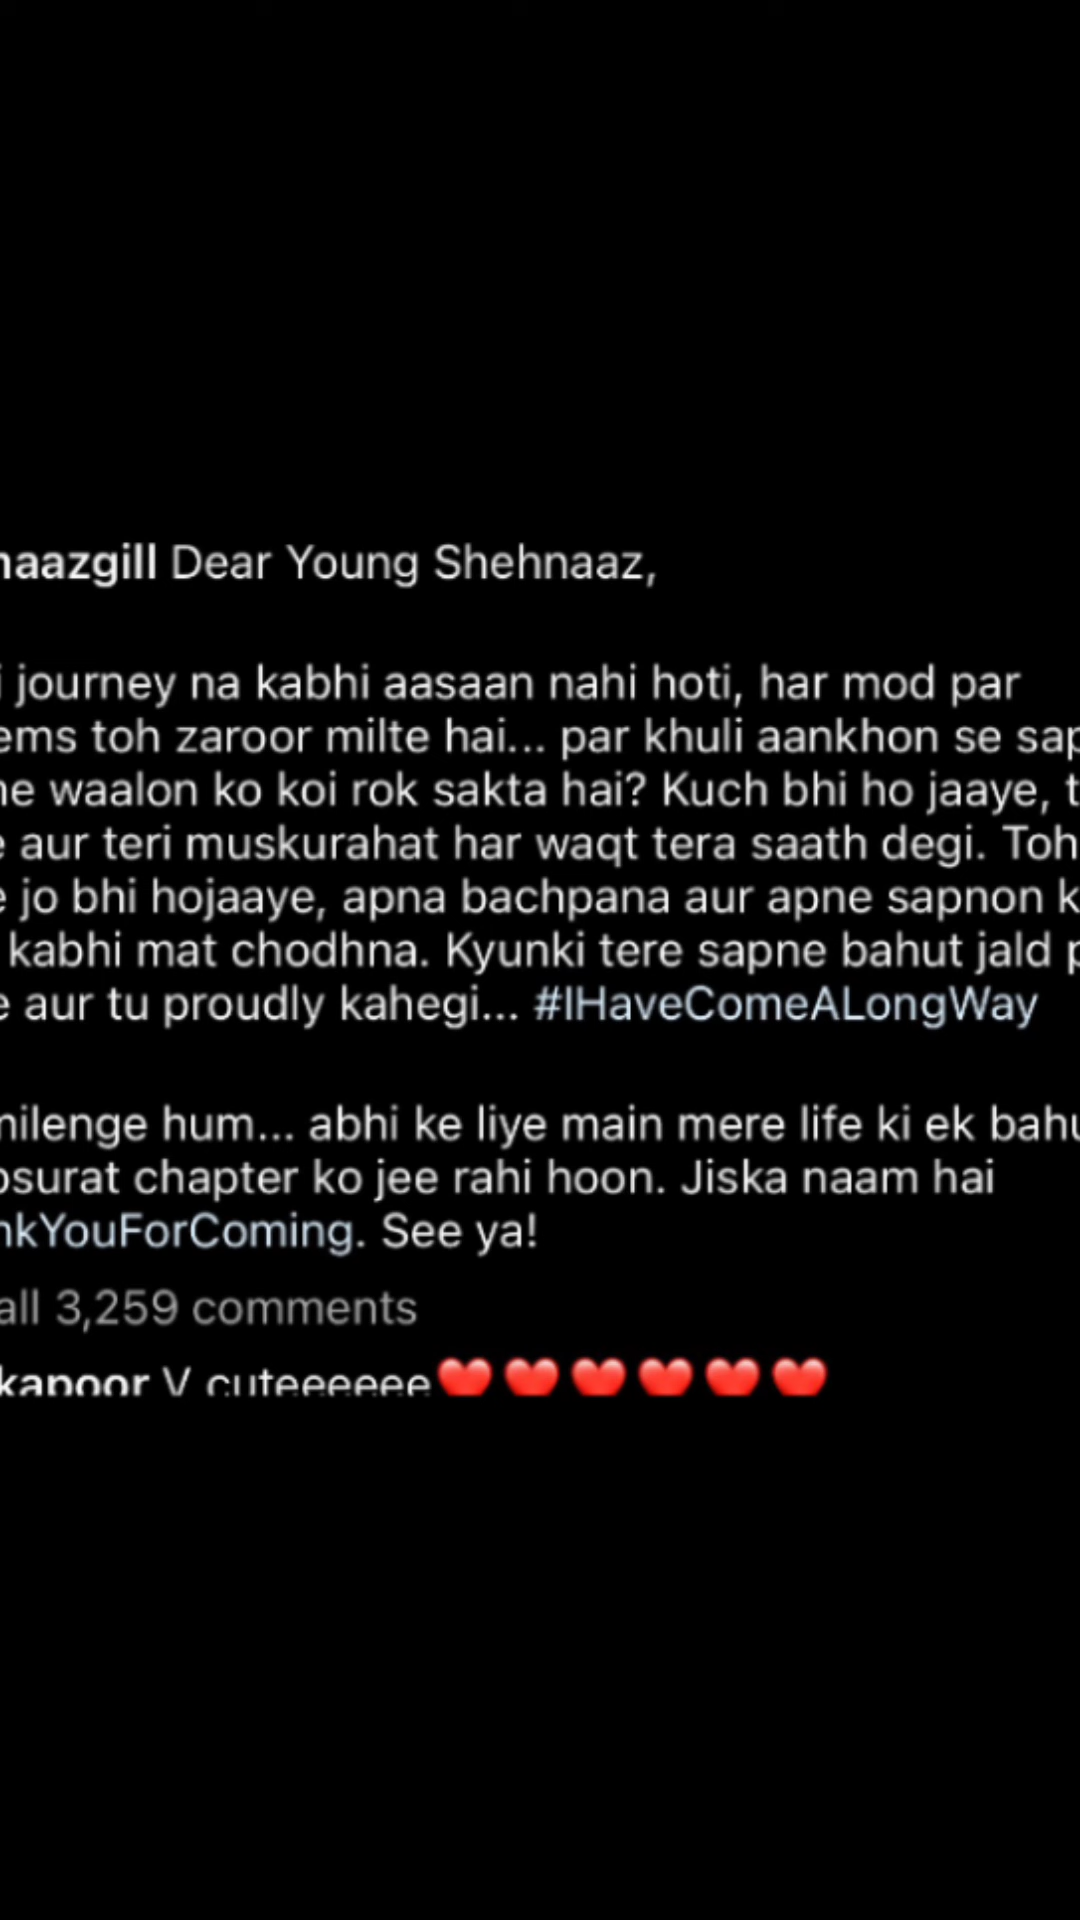 naazgill Dear Young Shehnaaz,
i journey na kabhi aasaan nahi hoti, har mod par
ems toh zaroor milte hai... par khuli aankhon se sap
ne waalon ko koi rok sakta hai? Kuch bhi ho jaaye, t
e aur teri muskurahat har waqt tera saath degi. Toh
e jo bhi hojaaye, apna bachpana aur apne sapnon k
kabhi mat chodhna. Kyunki tere sapne bahut jald p
e aur tu proudly kahegi... #IHaveComeALongWay
milenge hum... abhi ke liye main mere life ki ek bahu
osurat chapter ko jee rahi hoon. Jiska naam hai
nkYouForComing. See ya!
all 3,259 comments
kapoor V cuteeeeee❤️❤️❤️❤️❤️❤️